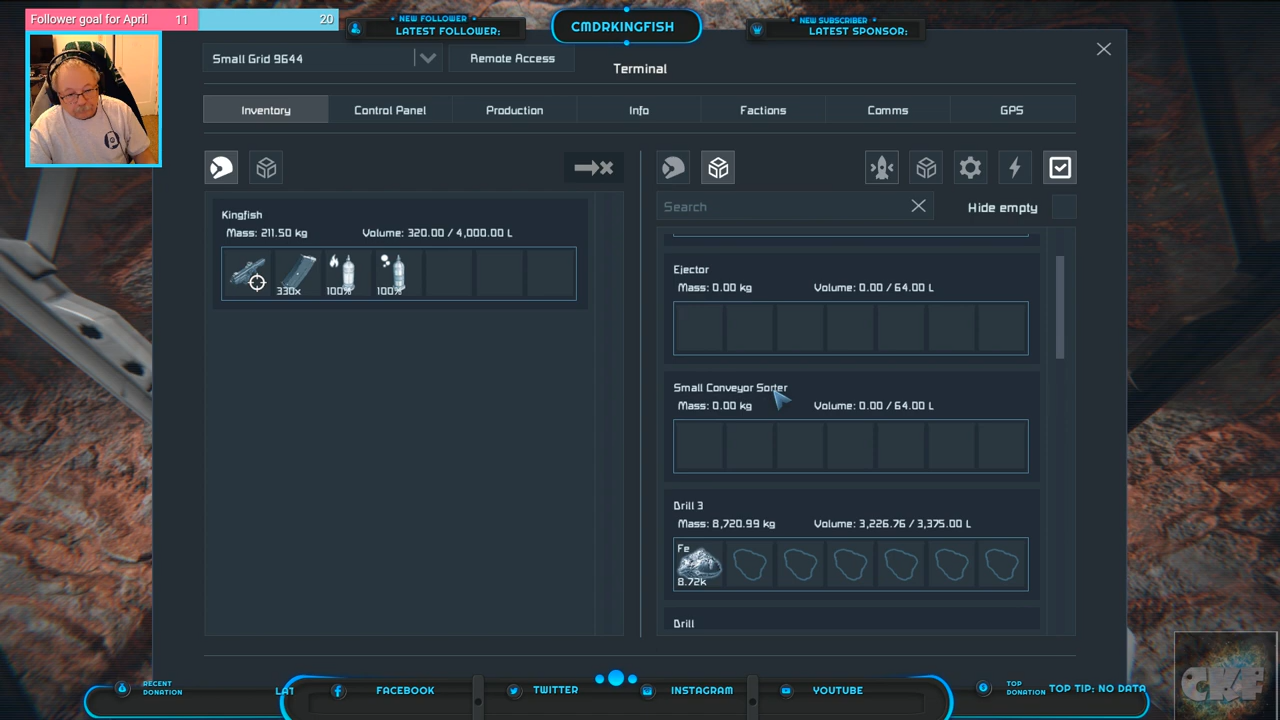 Follower goal for April 11 20
NEW FOLLOWER
LATEST FOLLOWER:
CMDRKINGFISH
NEW SUBSCRIBER
LATEST SPONSOR:
Small Grid 9644
Remote Access
Terminal
Inventory
Control Panel
Production
Info
Factions
Comms
GPS
Search
Hide empty
Kingfish
Mass: 211.50 kg Volume: 320.00 / 4,000.00 L
330x 100% 100%
Ejector
Mass: 0.00 kg Volume: 0.00 / 64.00 L
Small Conveyor Sorter
Mass: 0.00 kg Volume: 0.00 / 64.00 L
Drill 3
Mass: 8,720.99 kg Volume: 3,226.76 / 3,375.00 L
Fe
8.72k
Drill
RECENT DONATION
LAT
FACEBOOK
TWITTER
INSTAGRAM
YOUTUBE
TOP DONATION
TOP TIP: NO DATA
CKF